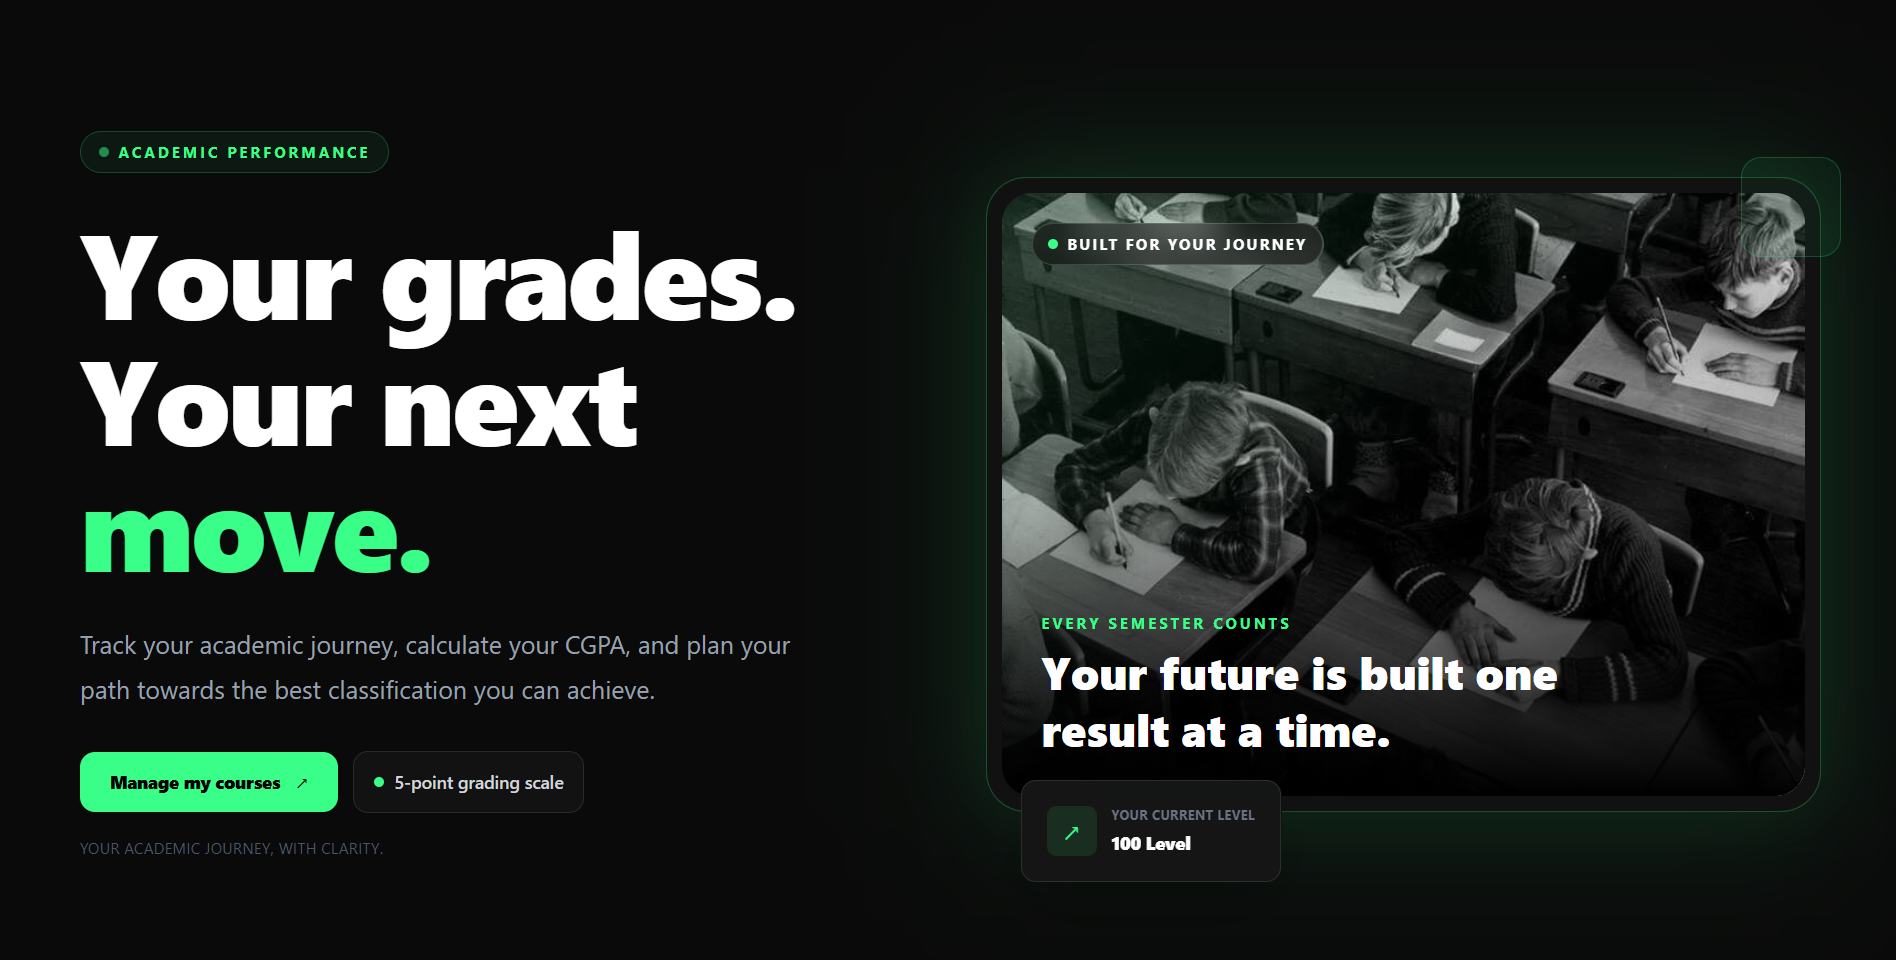 ACADEMIC PERFORMANCE
Your grades.
Your next
move.
Track your academic journey, calculate your CGPA, and plan your
path towards the best classification you can achieve.
Manage my courses ↗
5-point grading scale
YOUR ACADEMIC JOURNEY, WITH CLARITY.
BUILT FOR YOUR JOURNEY
EVERY SEMESTER COUNTS
Your future is built one
result at a time.
↗
YOUR CURRENT LEVEL
100 Level